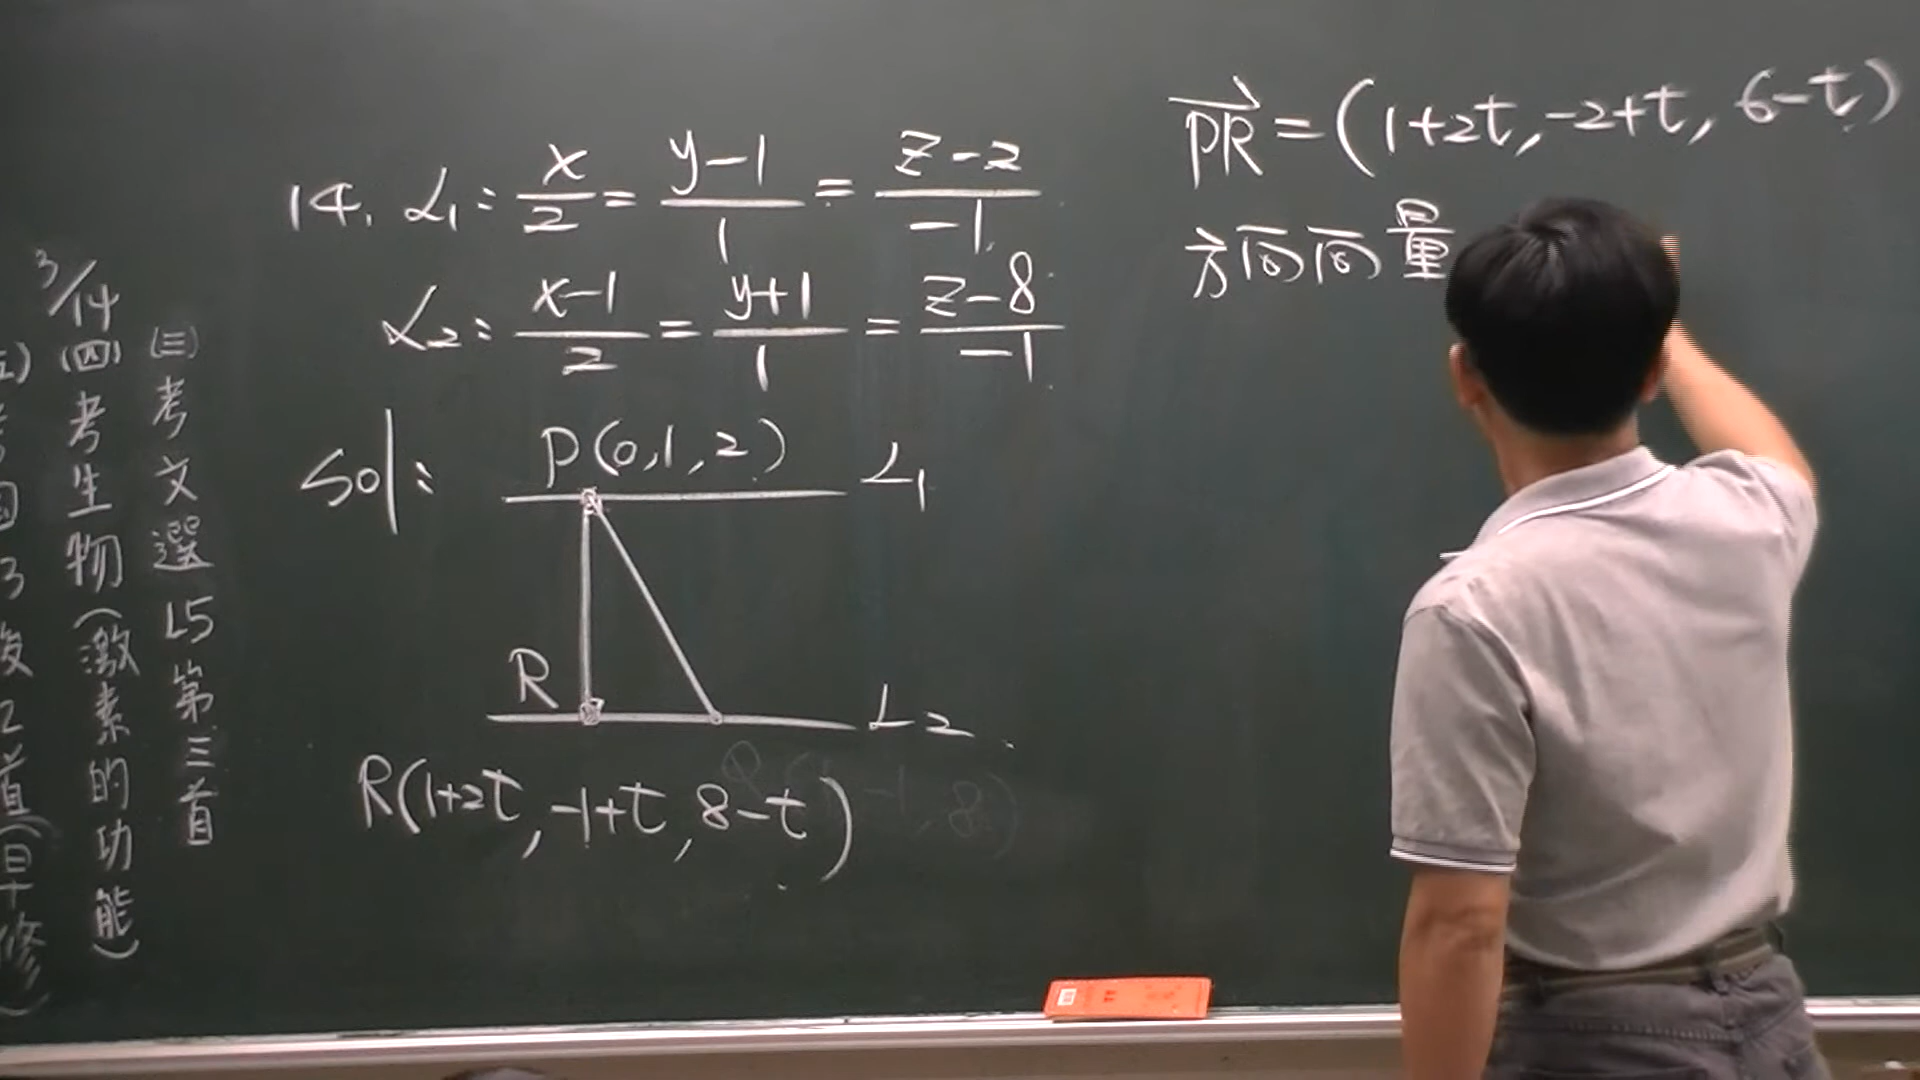 14. L₁: x/2 = y-1/1 = z-2/-1
L₂: x-1/2 = y+1/1 = z-8/-1
Sol:
P(0,1,2)
L₁
R
L₂
R(1+2t, -1+t, 8-t)
PR = (1+2t, -2+t, 6-t)
方向向量
(三)考文選L5第三首
3/14(四)考生物(激素的功能)